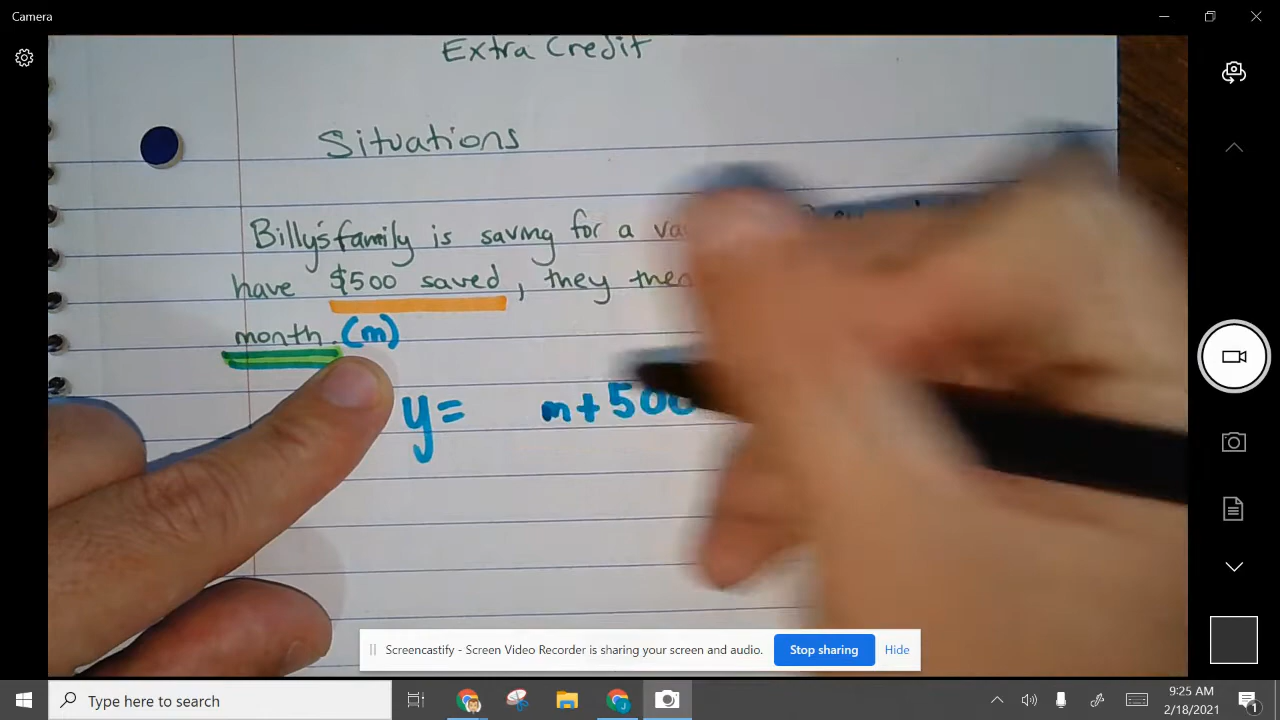 Camera
Extra Credit
Situations
Billy's family is saving for a
have $500 saved, they then
month. (m)
y= m+500
Screencastify - Screen Video Recorder is sharing your screen and audio. Stop sharing Hide
Type here to search
9:25 AM
2/18/2021
1